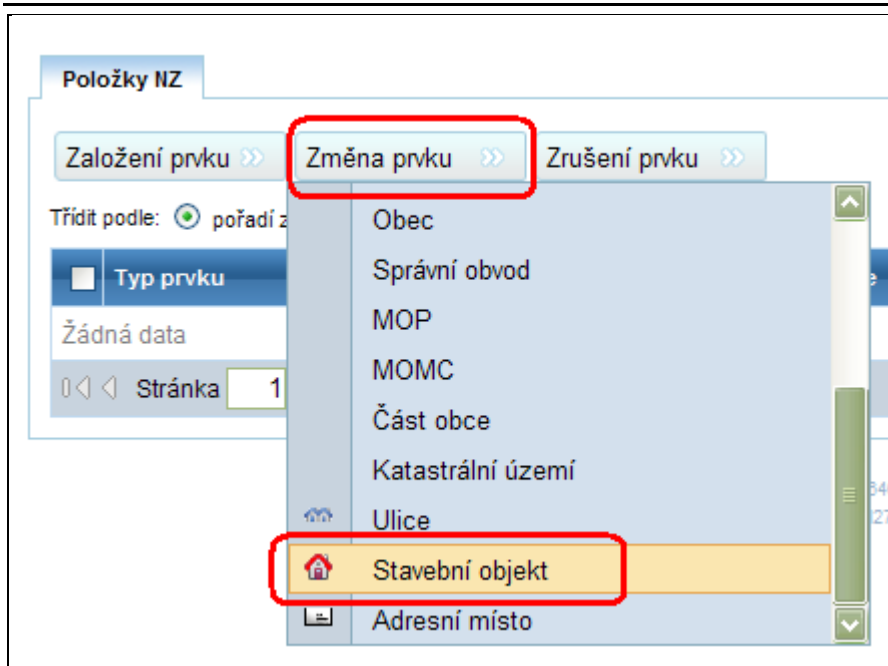 Položky NZ
Založení prvku
Změna prvku
Zrušení prvku
Třídit podle: pořadí z
Typ prvku
Žádná data
Stránka 1
Obec
Správní obvod
MOP
MOMC
Část obce
Katastrální území
Ulice
Stavební objekt
Adresní místo